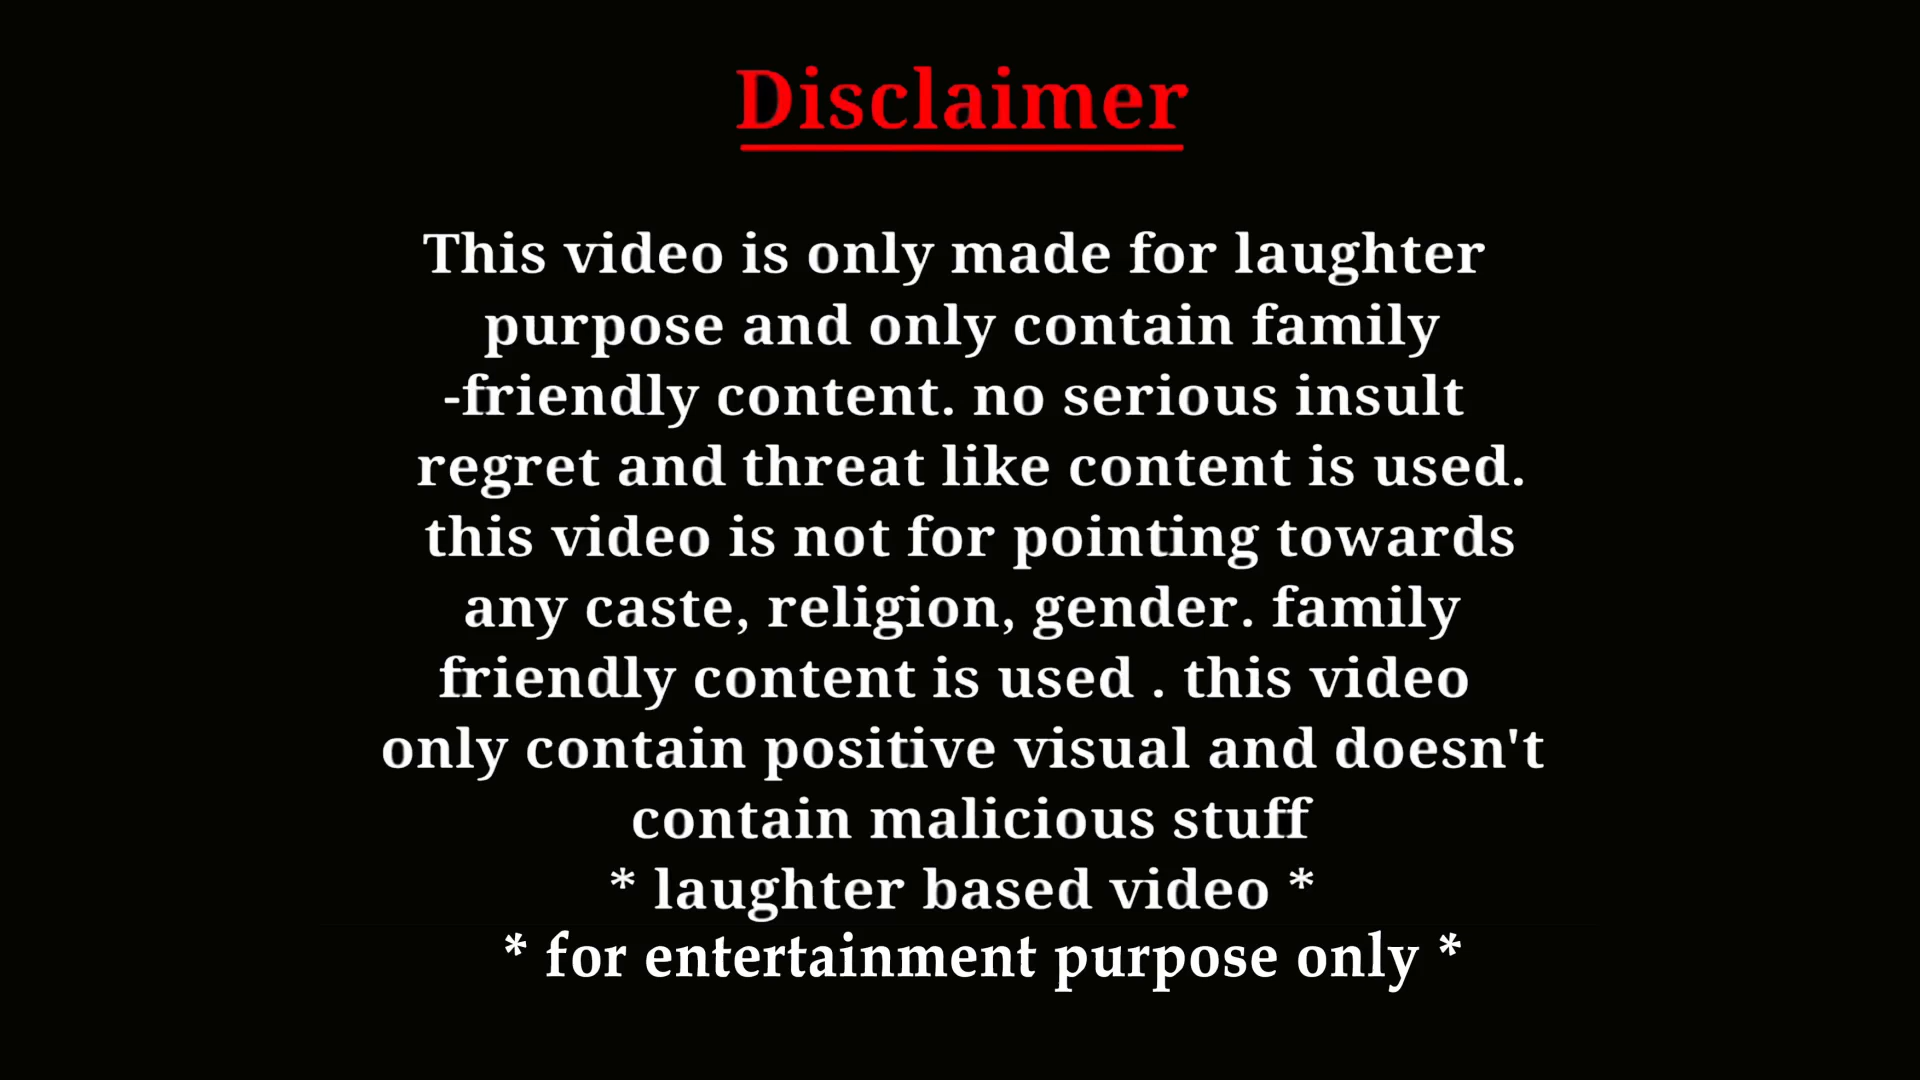 Disclaimer
This video is only made for laughter
purpose and only contain family
-friendly content. no serious insult
regret and threat like content is used.
this video is not for pointing towards
any caste, religion, gender. family
friendly content is used . this video
only contain positive visual and doesn't
contain malicious stuff
* laughter based video *
* for entertainment purpose only *